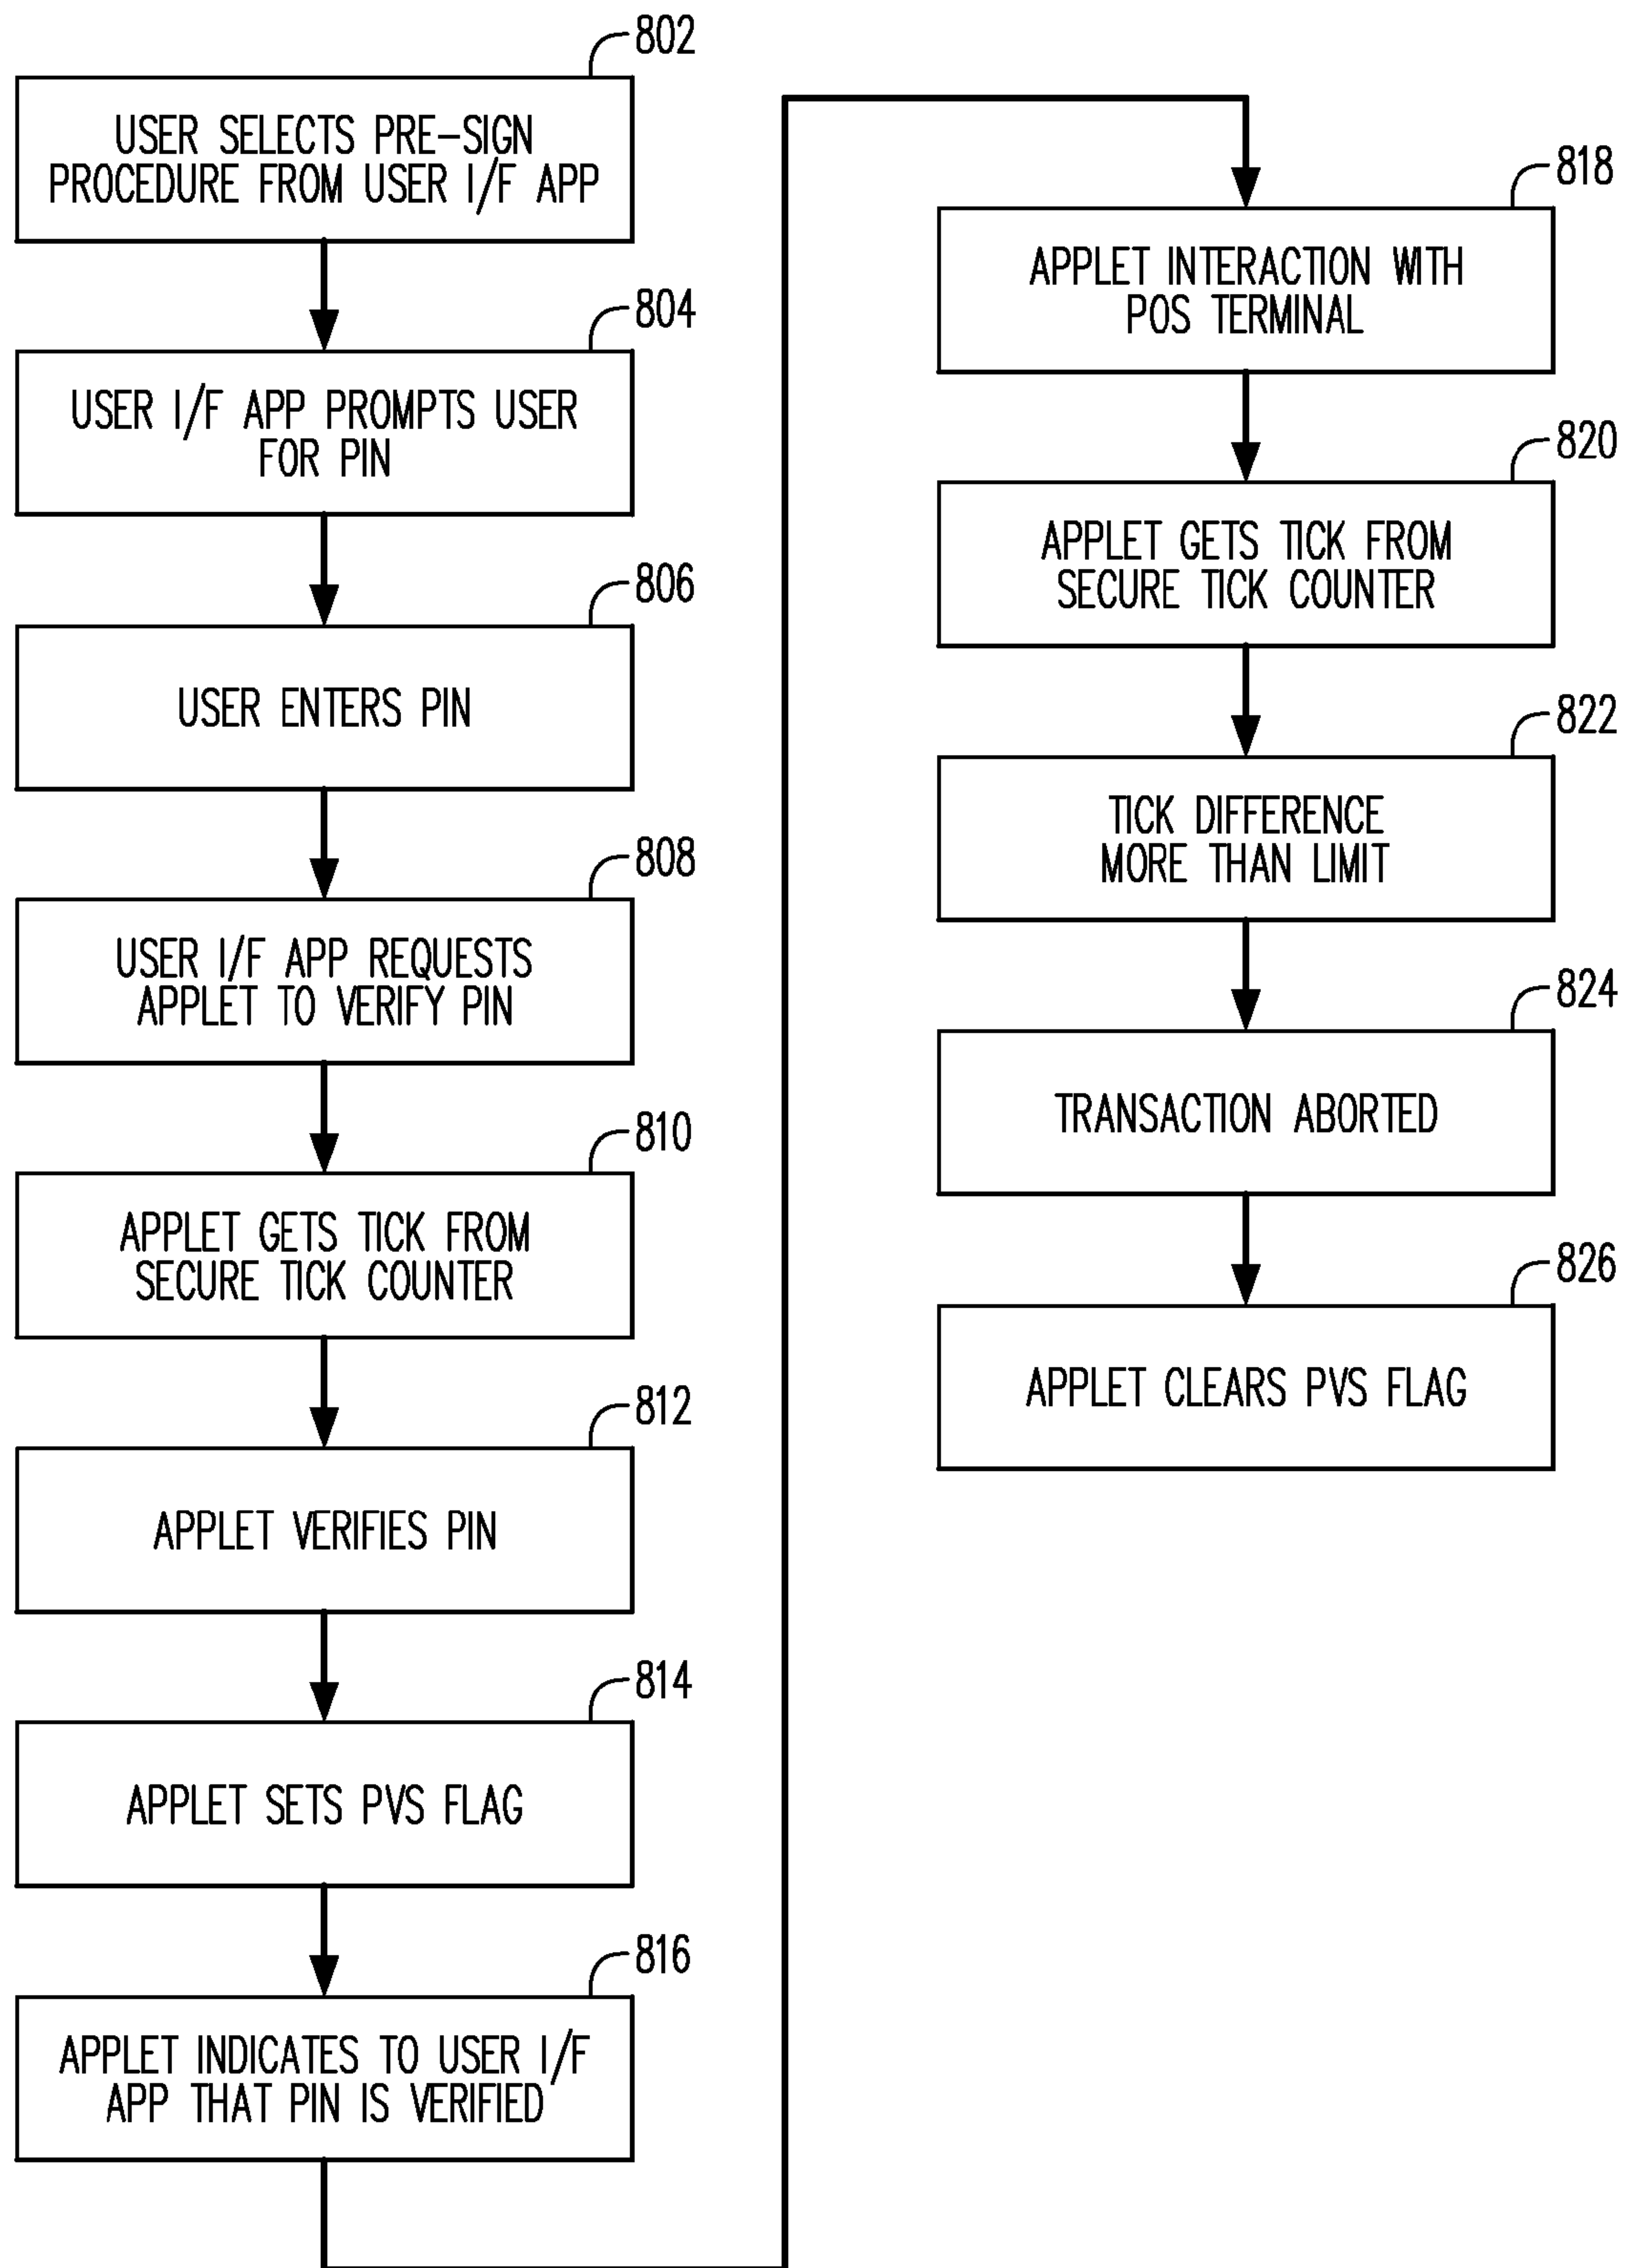 802
USER SELECTS PRE-SIGN
PROCEDURE FROM USER I/F APP
804
USER I/F APP PROMPTS USER
FOR PIN
806
USER ENTERS PIN
808
USER I/F APP REQUESTS
APPLET TO VERIFY PIN
810
APPLET GETS TICK FROM
SECURE TICK COUNTER
812
APPLET VERIFIES PIN
814
APPLET SETS PVS FLAG
816
APPLET INDICATES TO USER I/F
APP THAT PIN IS VERIFIED
818
APPLET INTERACTION WITH
POS TERMINAL
820
APPLET GETS TICK FROM
SECURE TICK COUNTER
822
TICK DIFFERENCE
MORE THAN LIMIT
824
TRANSACTION ABORTED
826
APPLET CLEARS PVS FLAG